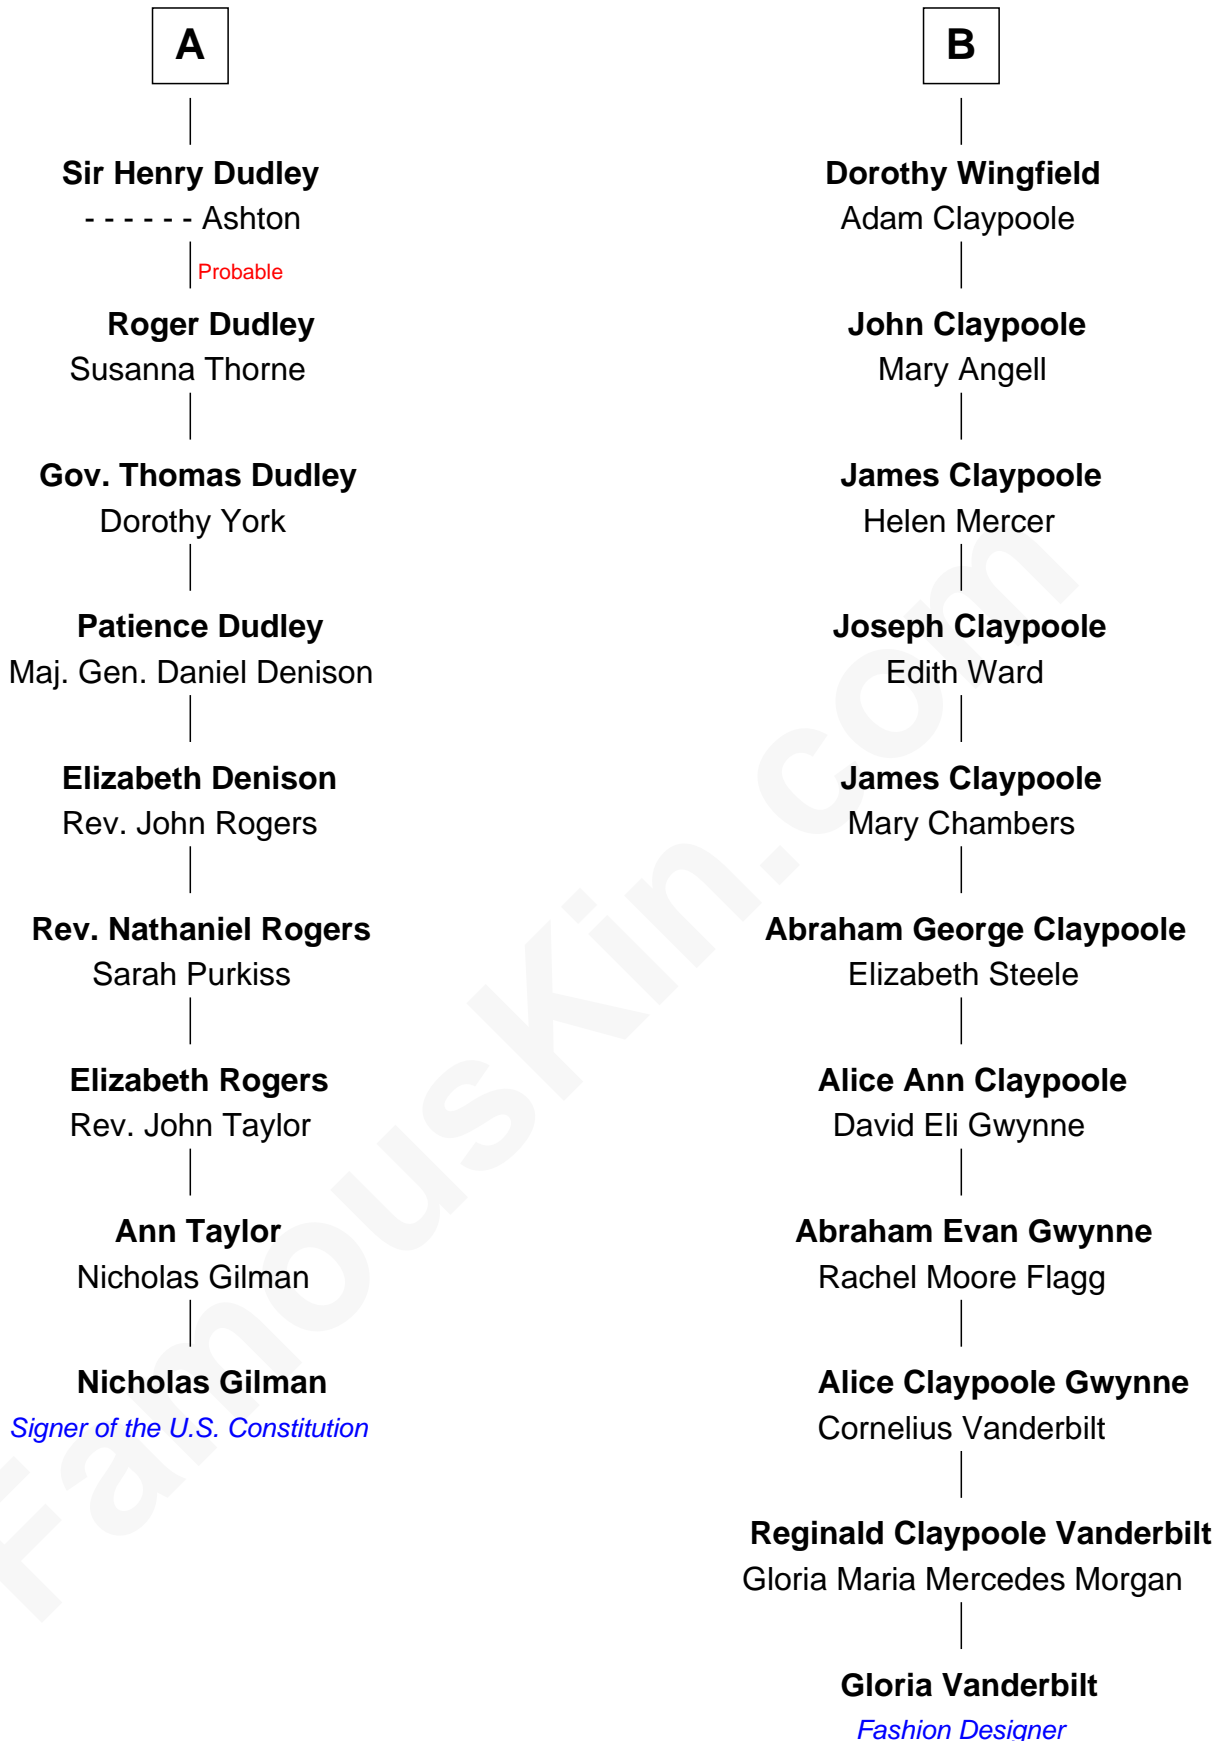 A
Sir Henry Dudley
- - - - - - Ashton
Probable
Roger Dudley
Susanna Thorne
Gov. Thomas Dudley
Dorothy York
Patience Dudley
Maj. Gen. Daniel Denison
Elizabeth Denison
Rev. John Rogers
Rev. Nathaniel Rogers
Sarah Purkiss
Elizabeth Rogers
Rev. John Taylor
Ann Taylor
Nicholas Gilman
Nicholas Gilman
Signer of the U.S. Constitution
B
Dorothy Wingfield
Adam Claypoole
John Claypoole
Mary Angell
James Claypoole
Helen Mercer
Joseph Claypoole
Edith Ward
James Claypoole
Mary Chambers
Abraham George Claypoole
Elizabeth Steele
Alice Ann Claypoole
David Eli Gwynne
Abraham Evan Gwynne
Rachel Moore Flagg
Alice Claypoole Gwynne
Cornelius Vanderbilt
Reginald Claypoole Vanderbilt
Gloria Maria Mercedes Morgan
Gloria Vanderbilt
Fashion Designer
FamousKin.com